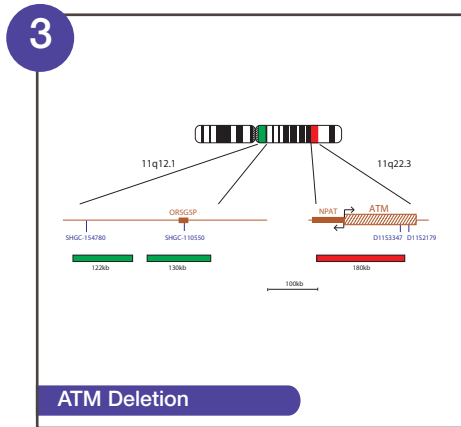 3
11q12.1
11q22.3
OR5G5P
NPAT
ATM
SHGC-154780
SHGC-110550
D11S3347
D11S2179
122kb
130kb
180kb
100kb
ATM Deletion